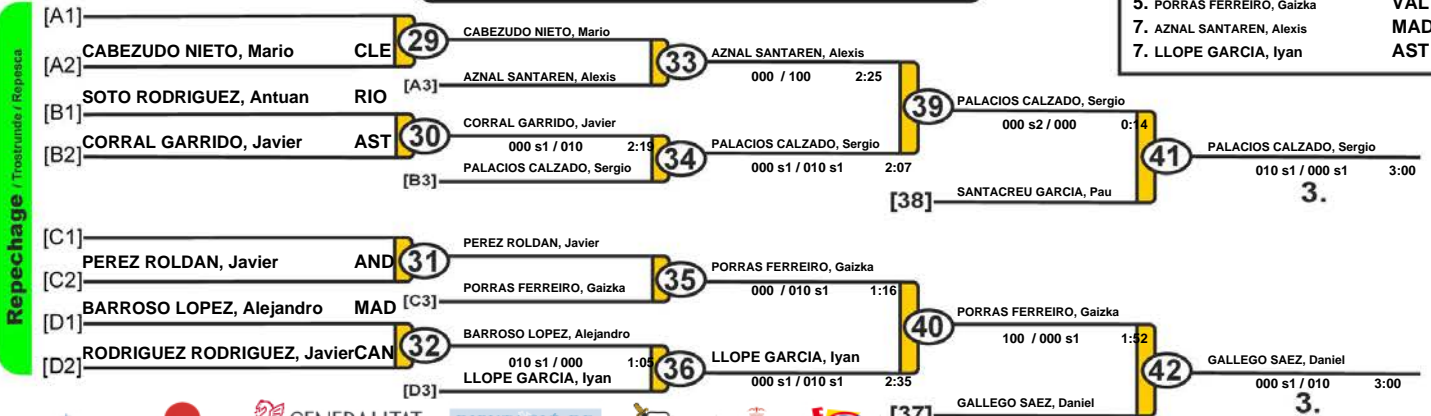 5. PORRAS FERREIRO, Gaizka VAL
7. AZNAL SANTAREN, Alexis MAD
7. LLOPE GARCIA, Iyan AST
Repechage / Trostrunde / Repesca
[A1]
CABEZUDO NIETO, Mario CLE
[A2]
29
CABEZUDO NIETO, Mario
[A3]
AZNAL SANTAREN, Alexis
33
AZNAL SANTAREN, Alexis
000 / 100 2:25
SOTO RODRIGUEZ, Antuan RIO
[B1]
CORRAL GARRIDO, Javier AST
[B2]
30
CORRAL GARRIDO, Javier
000 s1 / 010 2:19
PALACIOS CALZADO, Sergio
[B3]
34
PALACIOS CALZADO, Sergio
000 s1 / 010 s1 2:07
39
PALACIOS CALZADO, Sergio
000 s2 / 000 0:14
[38]
SANTACREU GARCIA, Pau
41
PALACIOS CALZADO, Sergio
010 s1 / 000 s1 3:00
3.
[C1]
PEREZ ROLDAN, Javier AND
[C2]
31
PEREZ ROLDAN, Javier
[C3]
PORRAS FERREIRO, Gaizka
35
PORRAS FERREIRO, Gaizka
000 / 010 s1 1:16
BARROSO LOPEZ, Alejandro MAD
[D1]
RODRIGUEZ RODRIGUEZ, Javier CAN
[D2]
32
BARROSO LOPEZ, Alejandro
010 s1 / 000 1:05
LLOPE GARCIA, Iyan
[D3]
36
LLOPE GARCIA, Iyan
000 s1 / 010 s1 2:35
40
PORRAS FERREIRO, Gaizka
100 / 000 s1 1:52
[37]
GALLEGO SAEZ, Daniel
42
GALLEGO SAEZ, Daniel
000 s1 / 010 3:00
3.
GENERALITAT